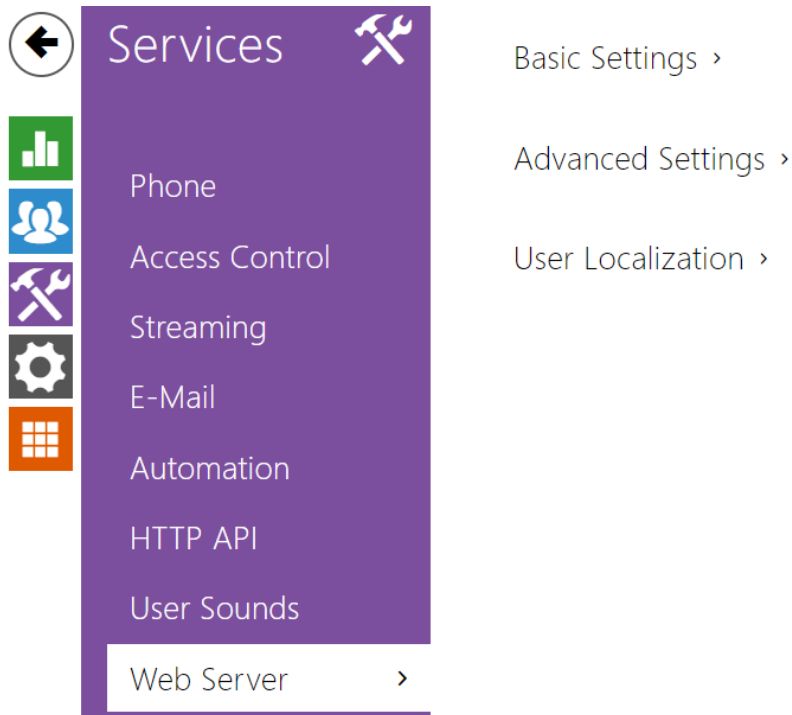 Services
Phone
Access Control
Streaming
E-Mail
Automation
HTTP API
User Sounds
Web Server
Basic Settings
Advanced Settings
User Localization